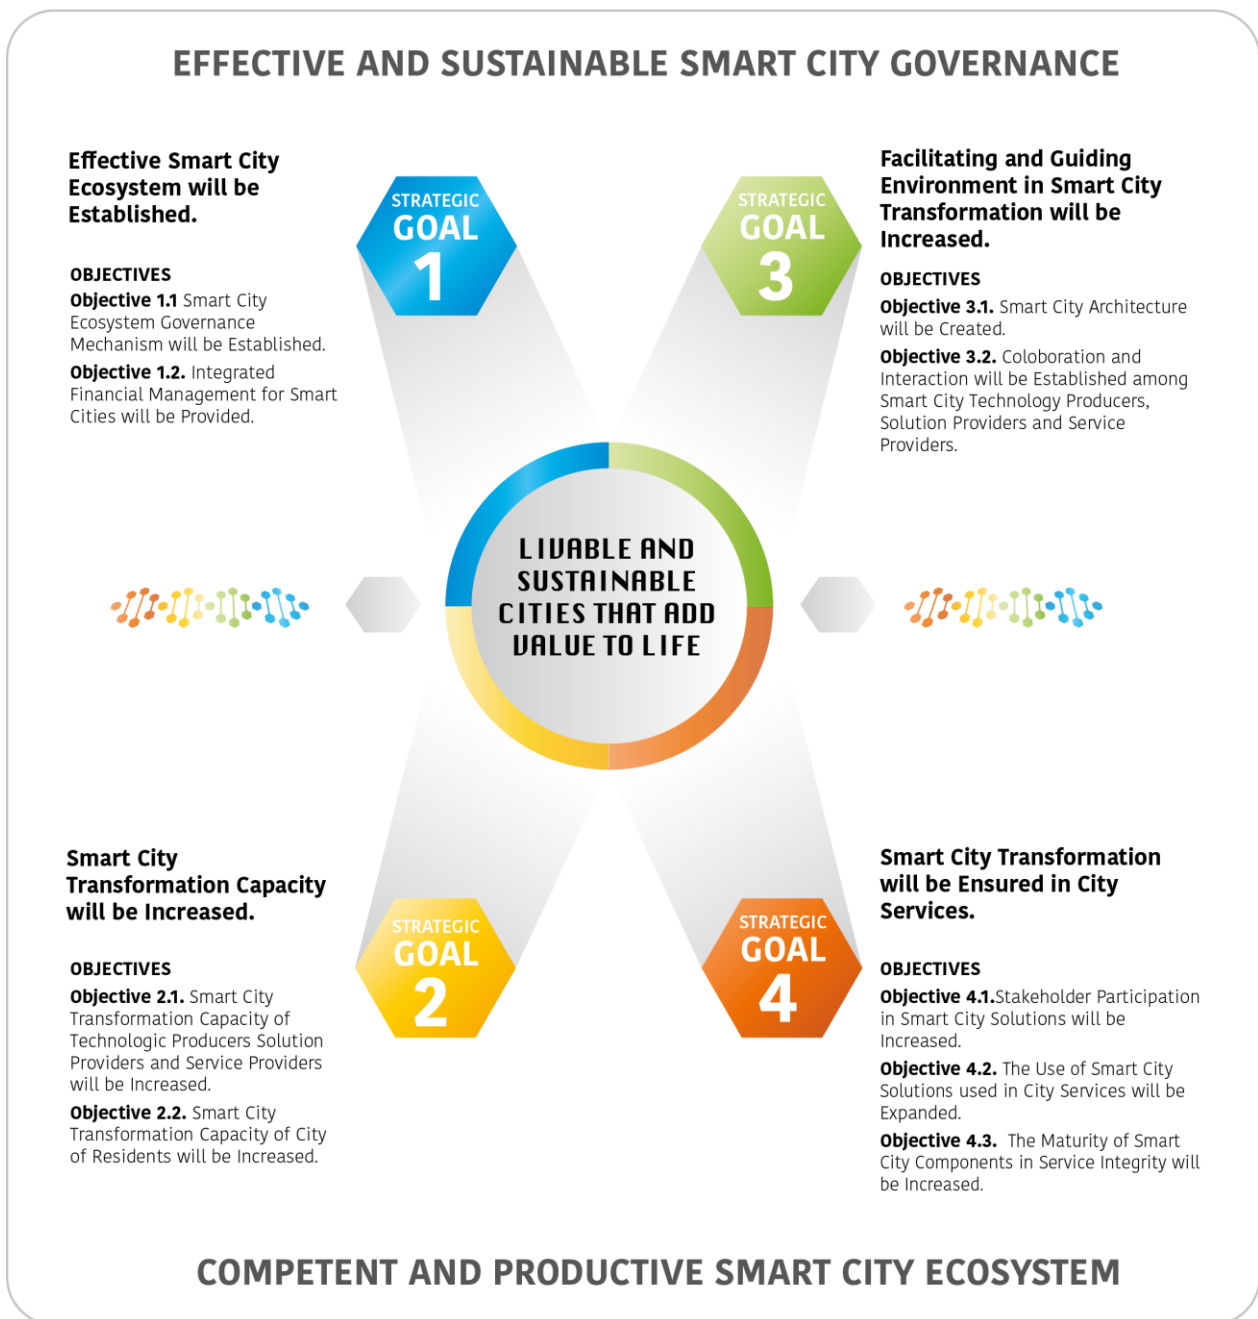 EFFECTIVE AND SUSTAINABLE SMART CITY GOVERNANCE
Effective Smart City
Ecosystem will be
Established.
OBJECTIVES
Objective 1.1 Smart City
Ecosystem Governance
Mechanism will be Established.
Objective 1.2. Integrated
Financial Management for Smart
Cities will be Provided.
STRATEGIC
GOAL
1
STRATEGIC
GOAL
3
Facilitating and Guiding
Environment in Smart City
Transformation will be
Increased.
OBJECTIVES
Objective 3.1. Smart City Architecture
will be Created.
Objective 3.2. Coloboration and
Interaction will be Established among
Smart City Technology Producers,
Solution Providers and Service
Providers.
LIVABLE AND
SUSTAINABLE
CITIES THAT ADD
VALUE TO LIFE
Smart City
Transformation Capacity
will be Increased.
OBJECTIVES
Objective 2.1. Smart City
Transformation Capacity of
Technologic Producers Solution
Providers and Service Providers
will be Increased.
Objective 2.2. Smart City
Transformation Capacity of City
of Residents will be Increased.
STRATEGIC
GOAL
2
STRATEGIC
GOAL
4
Smart City Transformation
will be Ensured in City
Services.
OBJECTIVES
Objective 4.1.Stakeholder Participation
in Smart City Solutions will be
Increased.
Objective 4.2. The Use of Smart City
Solutions used in City Services will be
Expanded.
Objective 4.3. The Maturity of Smart
City Components in Service Integrity will
be Increased.
COMPETENT AND PRODUCTIVE SMART CITY ECOSYSTEM